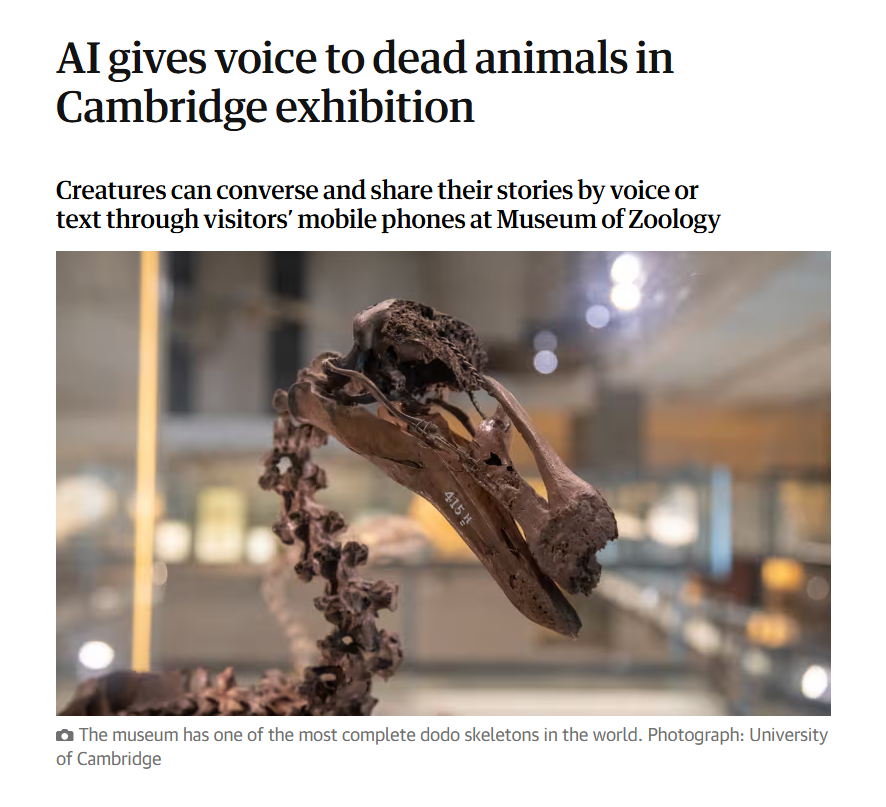 AI gives voice to dead animals in
Cambridge exhibition
Creatures can converse and share their stories by voice or
text through visitors’ mobile phones at Museum of Zoology
415 H
The museum has one of the most complete dodo skeletons in the world. Photograph: University
of Cambridge